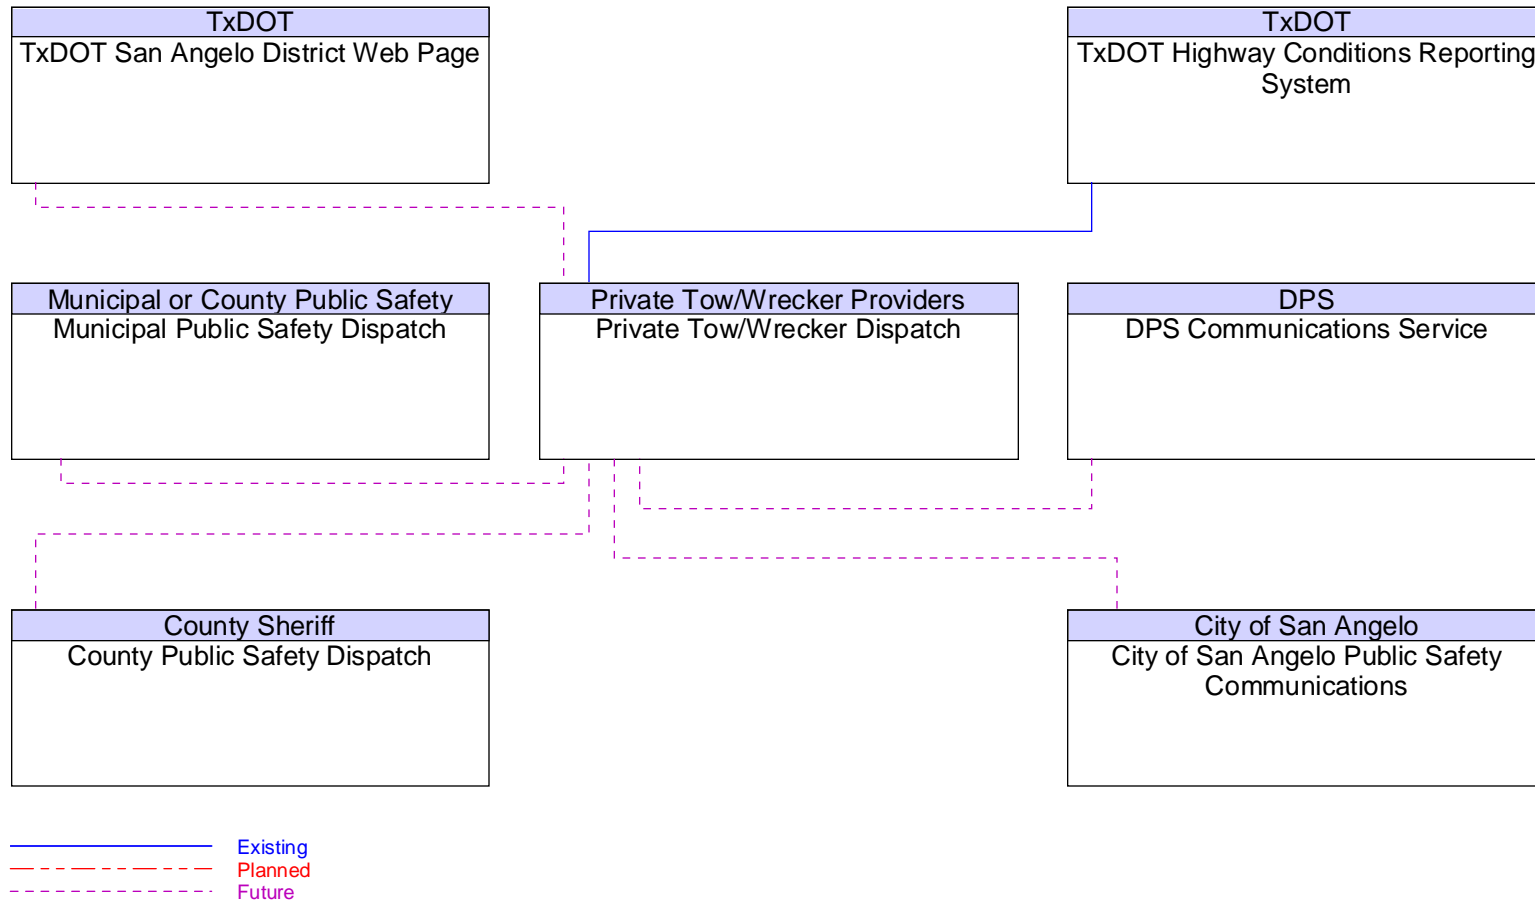 TxDOT
TxDOT San Angelo District Web Page
TxDOT
TxDOT Highway Conditions Reporting
System
Municipal or County Public Safety
Municipal Public Safety Dispatch
Private Tow/Wrecker Providers
Private Tow/Wrecker Dispatch
DPS
DPS Communications Service
County Sheriff
County Public Safety Dispatch
City of San Angelo
City of San Angelo Public Safety
Communications
Existing
Planned
Future